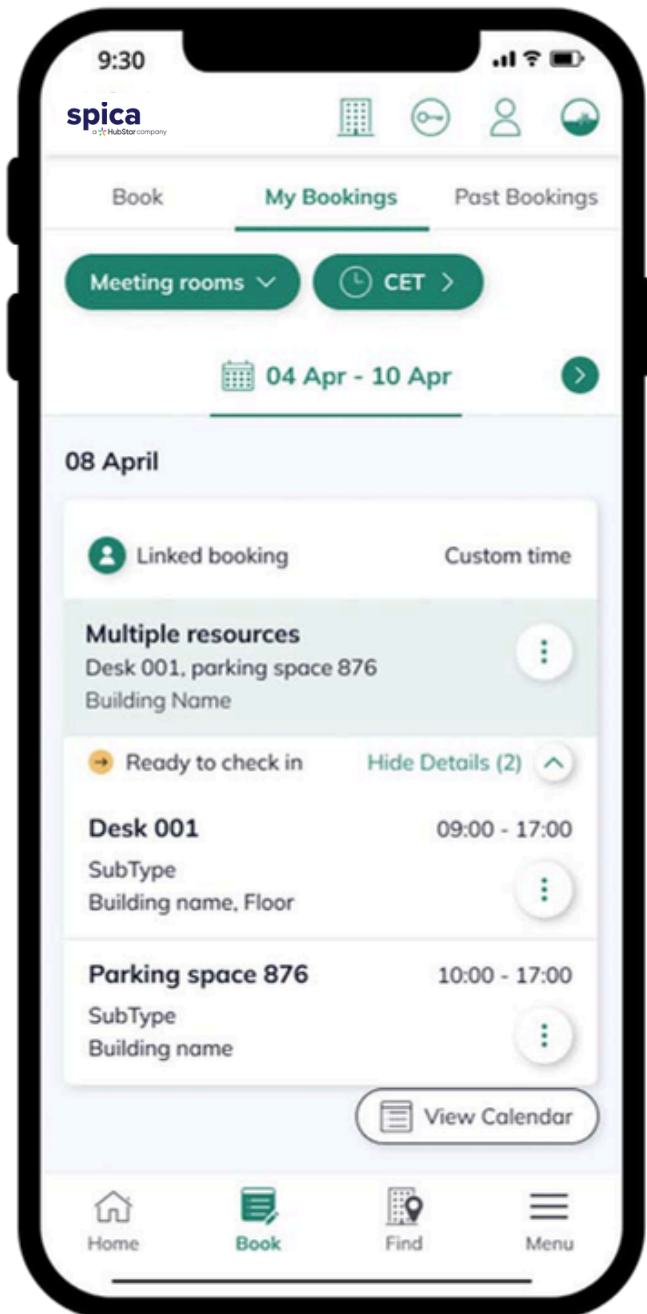 9:30
spica
a HubStar company
Book My Bookings Past Bookings
Meeting rooms CET
04 Apr - 10 Apr
08 April
Linked booking Custom time
Multiple resources
Desk 001, parking space 876
Building Name
Ready to check in Hide Details (2)
Desk 001 09:00 - 17:00
SubType
Building name, Floor
Parking space 876 10:00 - 17:00
SubType
Building name
View Calendar
Home Book Find Menu